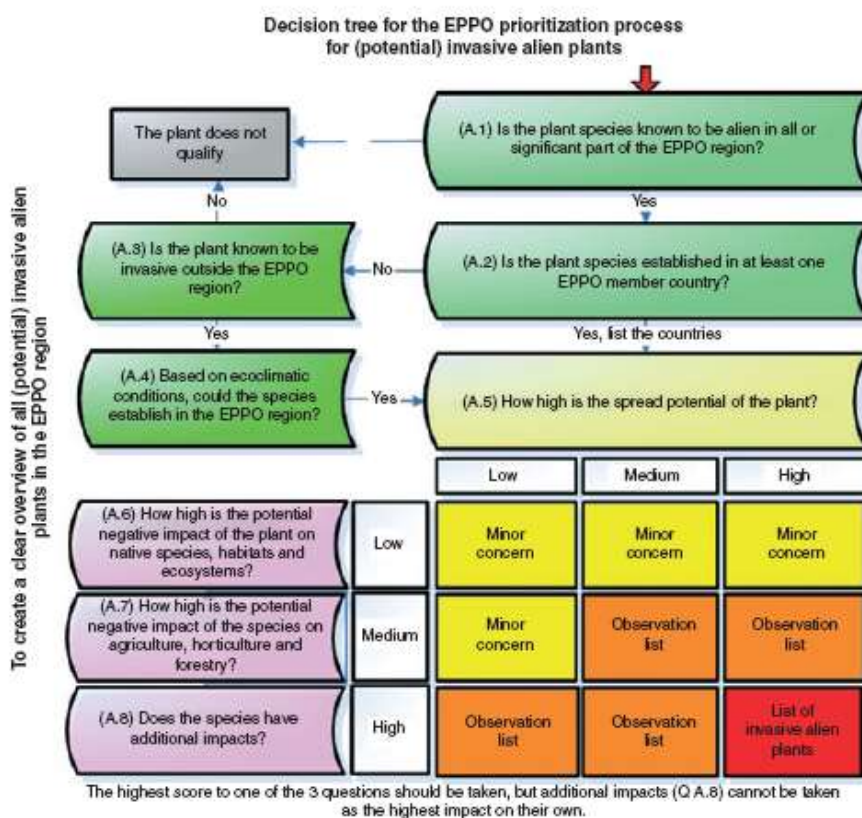 Decision tree for the EPPO prioritization process
for (potential) invasive alien plants
The plant does not
qualify
(A.1) Is the plant species known to be alien in all or
significant part of the EPPO region?
No
Yes
(A.3) Is the plant known to be
invasive outside the EPPO
region?
No
(A.2) Is the plant species established in at least one
EPPO member country?
Yes
Yes, list the countries
(A.4) Based on ecoclimatic
conditions, could the species
establish in the EPPO region?
Yes
(A.5) How high is the spread potential of the plant?
Low
Medium
High
(A.6) How high is the potential
negative impact of the plant on
native species, habitats and
ecosystems?
Low
Minor
concern
Minor
concern
Minor
concern
(A.7) How high is the potential
negative impact of the species on
agriculture, horticulture and
forestry?
Medium
Minor
concern
Observation
list
Observation
list
(A.8) Does the species have
additional impacts?
High
Observation
list
Observation
list
List of
invasive alien
plants
The highest score to one of the 3 questions should be taken, but additional impacts (Q A.8) cannot be taken
as the highest impact on their own.
To create a clear overview of all (potential) invasive alien
plants in the EPPO region